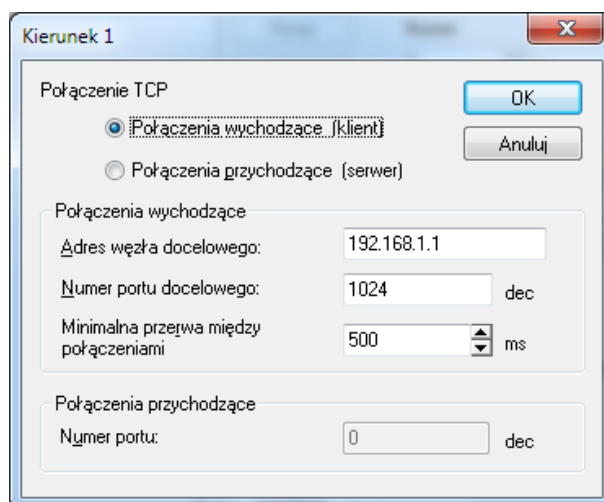 Kierunek 1
Połączenie TCP
Połączenia wychodzące (klient)
Połączenia przychodzące (serwer)
OK
Anuluj
Połączenia wychodzące
Adres węzła docelowego: 192.168.1.1
Numer portu docelowego: 1024 dec
Minimalna przerwa między
połączeniami 500 ms
Połączenia przychodzące
Numer portu: 0 dec